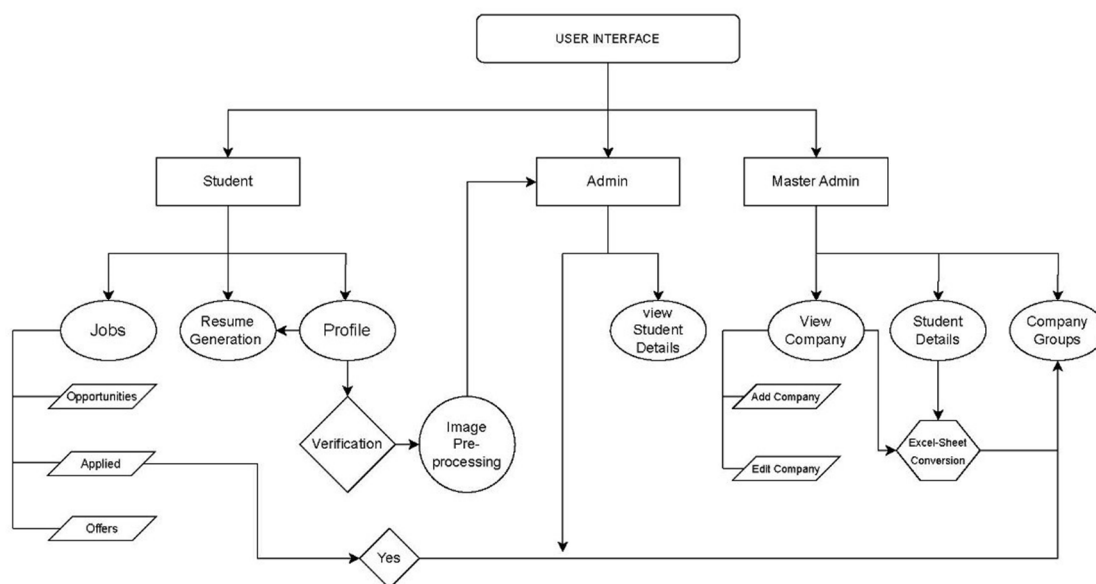 USER INTERFACE
Student
Admin
Master Admin
Jobs
Resume
Generation
Profile
view
Student
Details
View
Company
Student
Details
Company
Groups
Opportunities
Applied
Offers
Verification
Image
Pre-
processing
Add Company
Edit Company
Excel-Sheet
Conversion
Yes